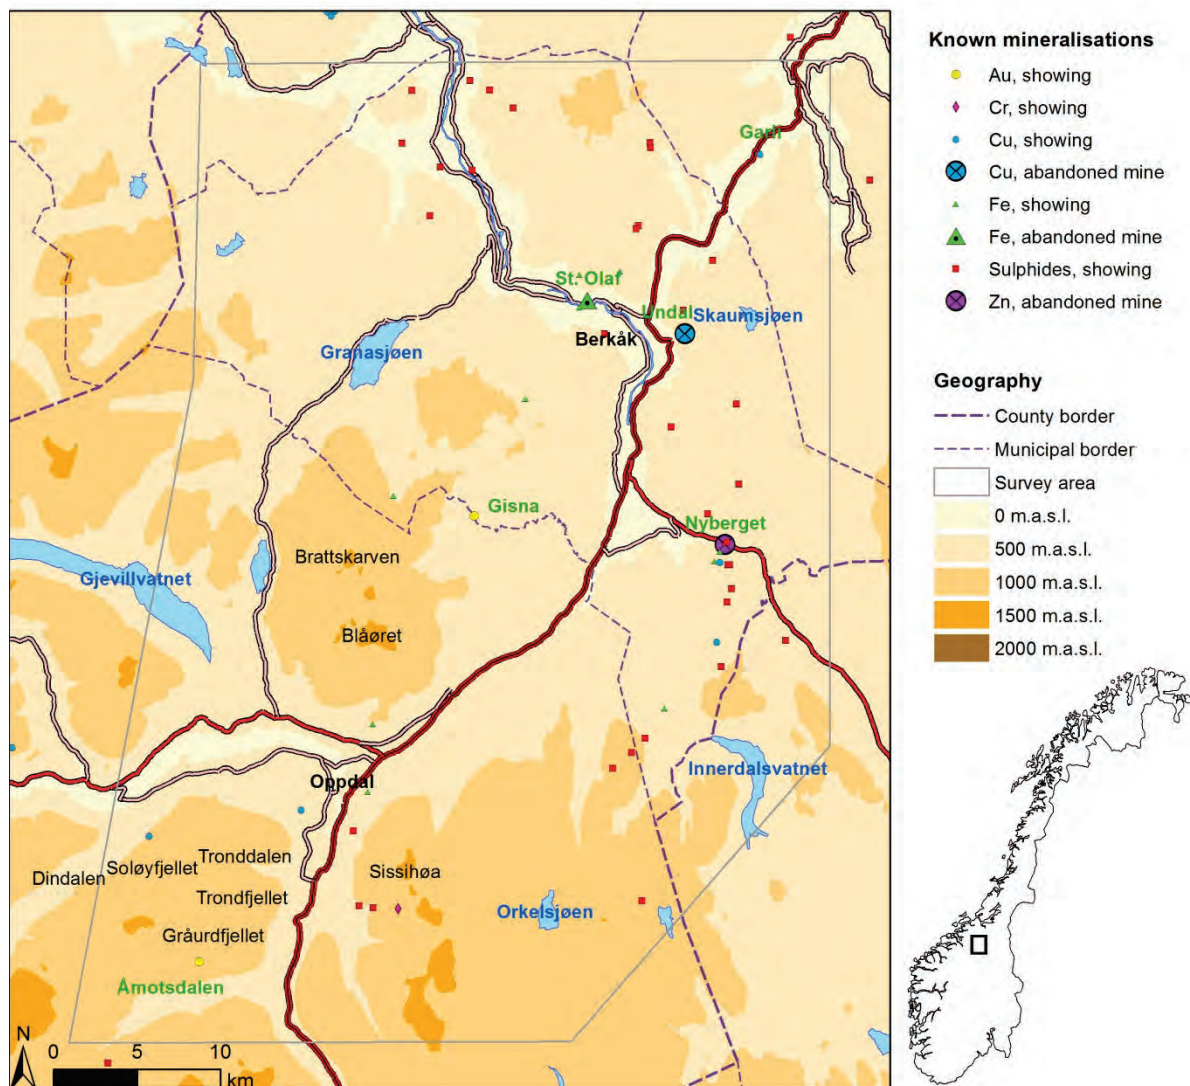 Garli
St. Olaf
Undal
Skaumsjøen
Berkåk
Granasjøen
Gisna
Nyberget
Brattskarven
Gjevillvatnet
Blåøret
Innerdalsvatnet
Oppdal
Tronddalen
Soløyfjellet
Dindalen
Sissihøa
Trondfjellet
Orkelsjøen
Gråurdfjellet
Åmotsdalen
N
0 5 10
km
Known mineralisations
Au, showing
Cr, showing
Cu, showing
Cu, abandoned mine
Fe, showing
Fe, abandoned mine
Sulphides, showing
Zn, abandoned mine
Geography
County border
Municipal border
Survey area
0 m.a.s.l.
500 m.a.s.l.
1000 m.a.s.l.
1500 m.a.s.l.
2000 m.a.s.l.